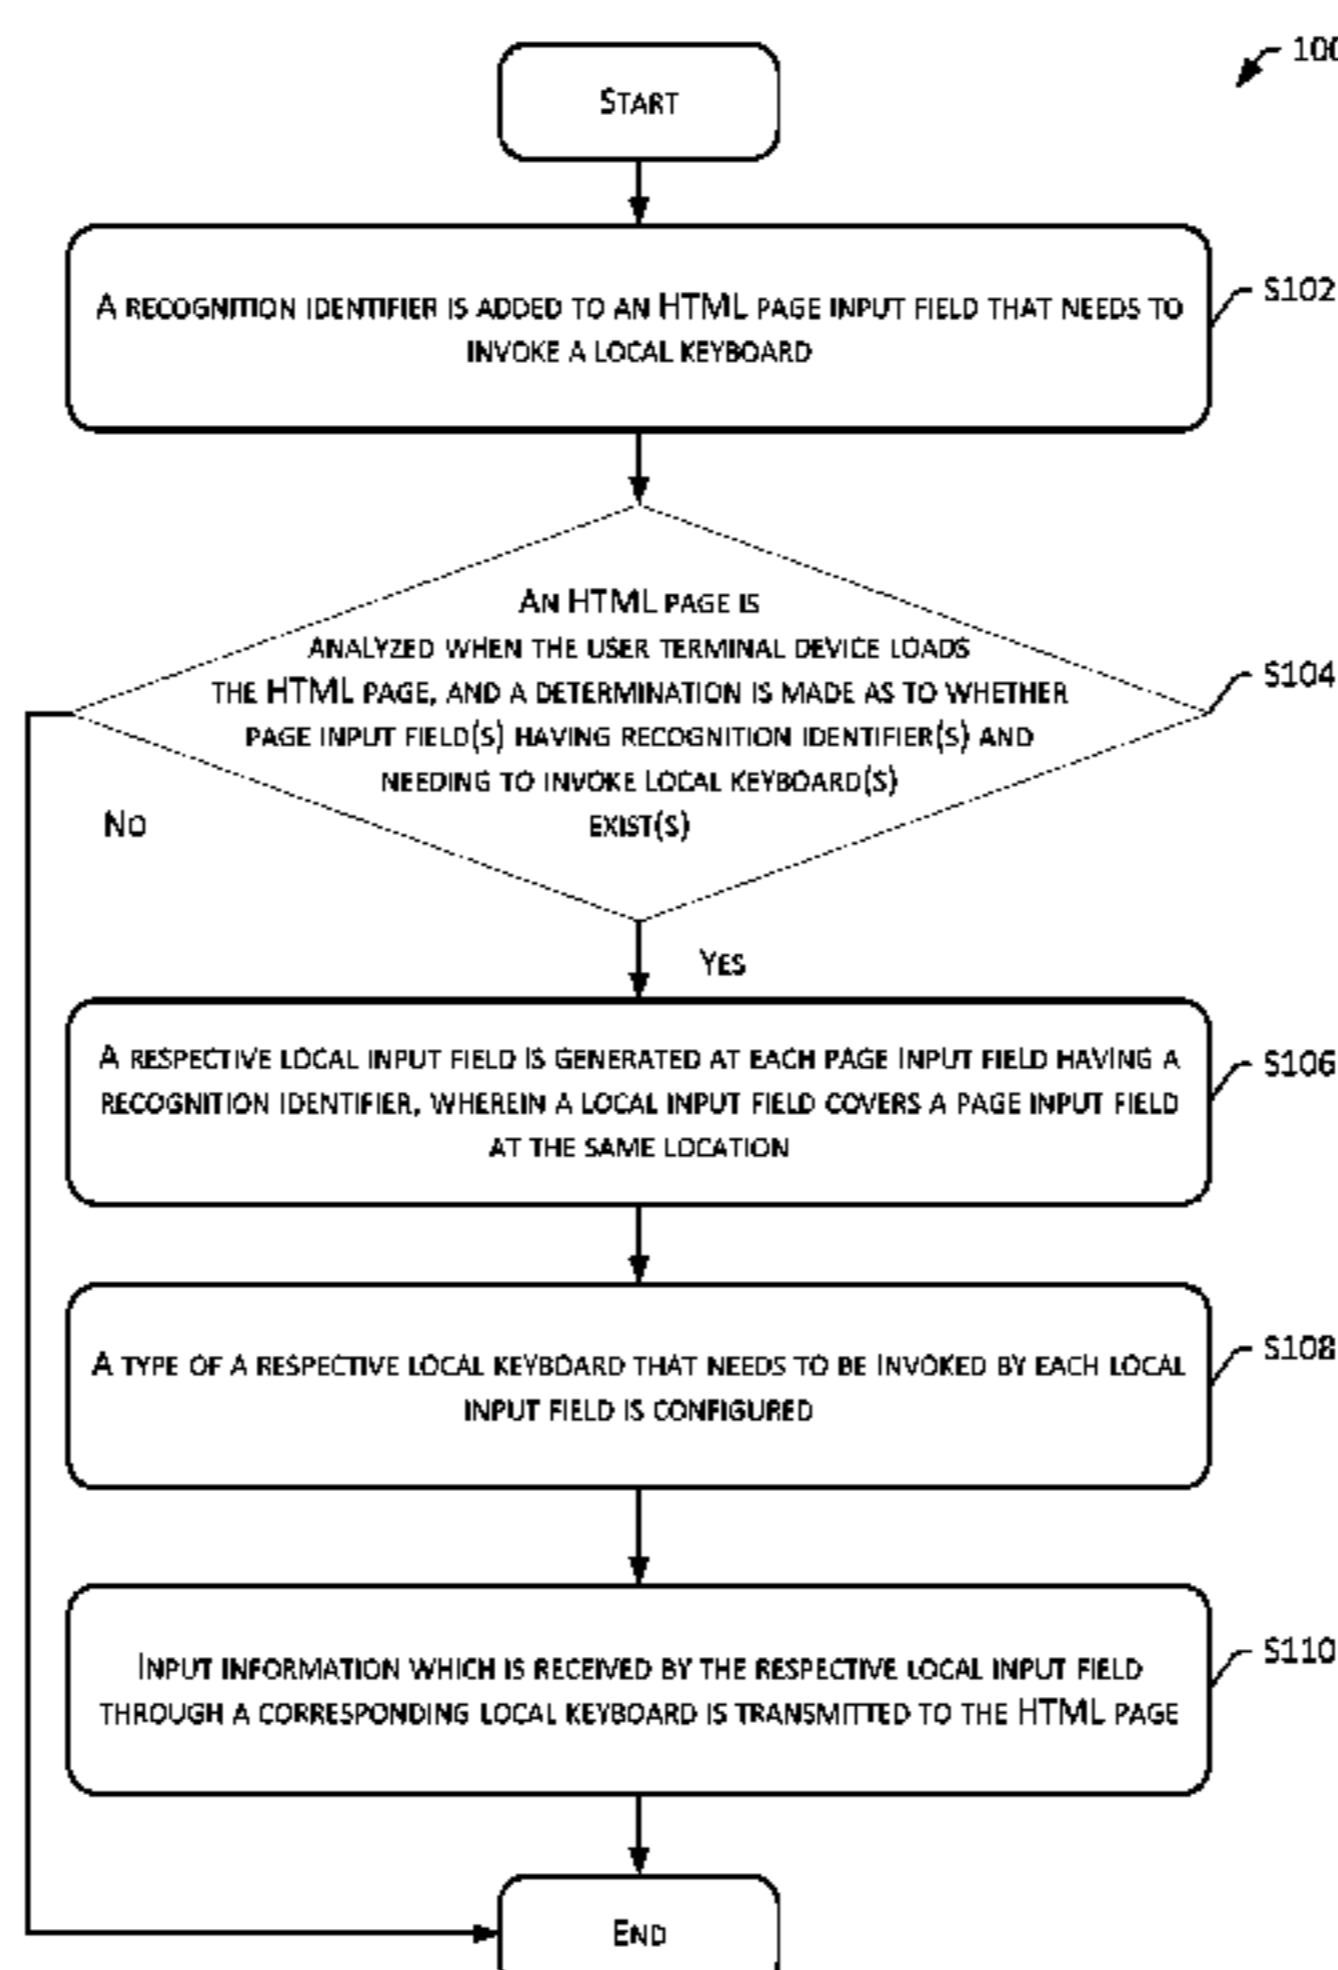 100
START
A RECOGNITION IDENTIFIER IS ADDED TO AN HTML PAGE INPUT FIELD THAT NEEDS TO
INVOKE A LOCAL KEYBOARD
S102
AN HTML PAGE IS
ANALYZED WHEN THE USER TERMINAL DEVICE LOADS
THE HTML PAGE, AND A DETERMINATION IS MADE AS TO WHETHER
PAGE INPUT FIELD(S) HAVING RECOGNITION IDENTIFIER(S) AND
NEEDING TO INVOKE LOCAL KEYBOARD(S)
EXIST(S)
S104
NO
YES
A RESPECTIVE LOCAL INPUT FIELD IS GENERATED AT EACH PAGE INPUT FIELD HAVING A
RECOGNITION IDENTIFIER, WHEREIN A LOCAL INPUT FIELD COVERS A PAGE INPUT FIELD
AT THE SAME LOCATION
S106
A TYPE OF A RESPECTIVE LOCAL KEYBOARD THAT NEEDS TO BE INVOKED BY EACH LOCAL
INPUT FIELD IS CONFIGURED
S108
INPUT INFORMATION WHICH IS RECEIVED BY THE RESPECTIVE LOCAL INPUT FIELD
THROUGH A CORRESPONDING LOCAL KEYBOARD IS TRANSMITTED TO THE HTML PAGE
S110
END